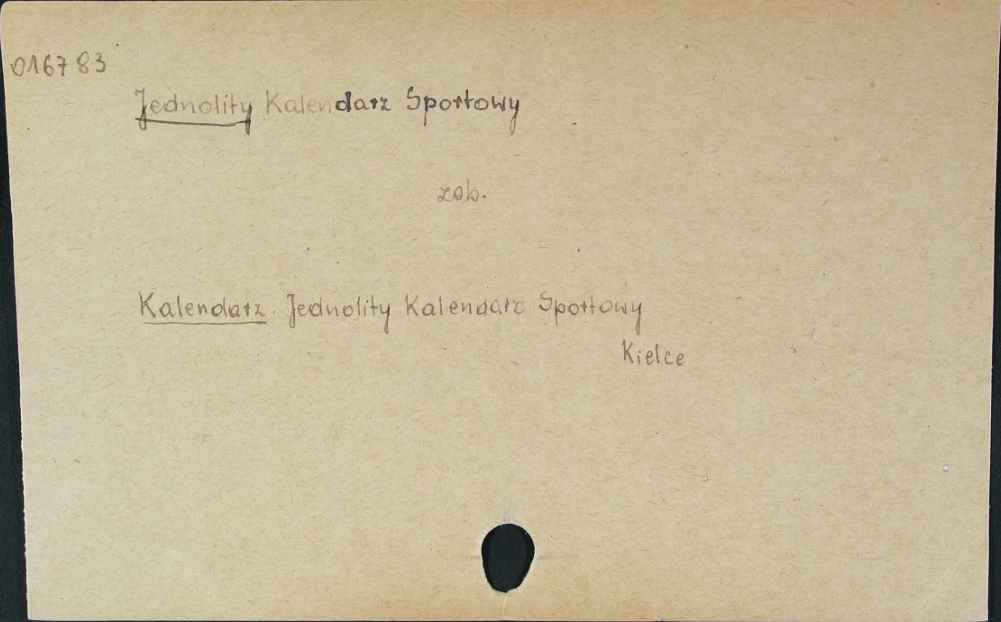 016783
Jednolity Kalendarz Sportowy
zob.
Kalendarz. Jednolity Kalendarz Sportowy
Kielce